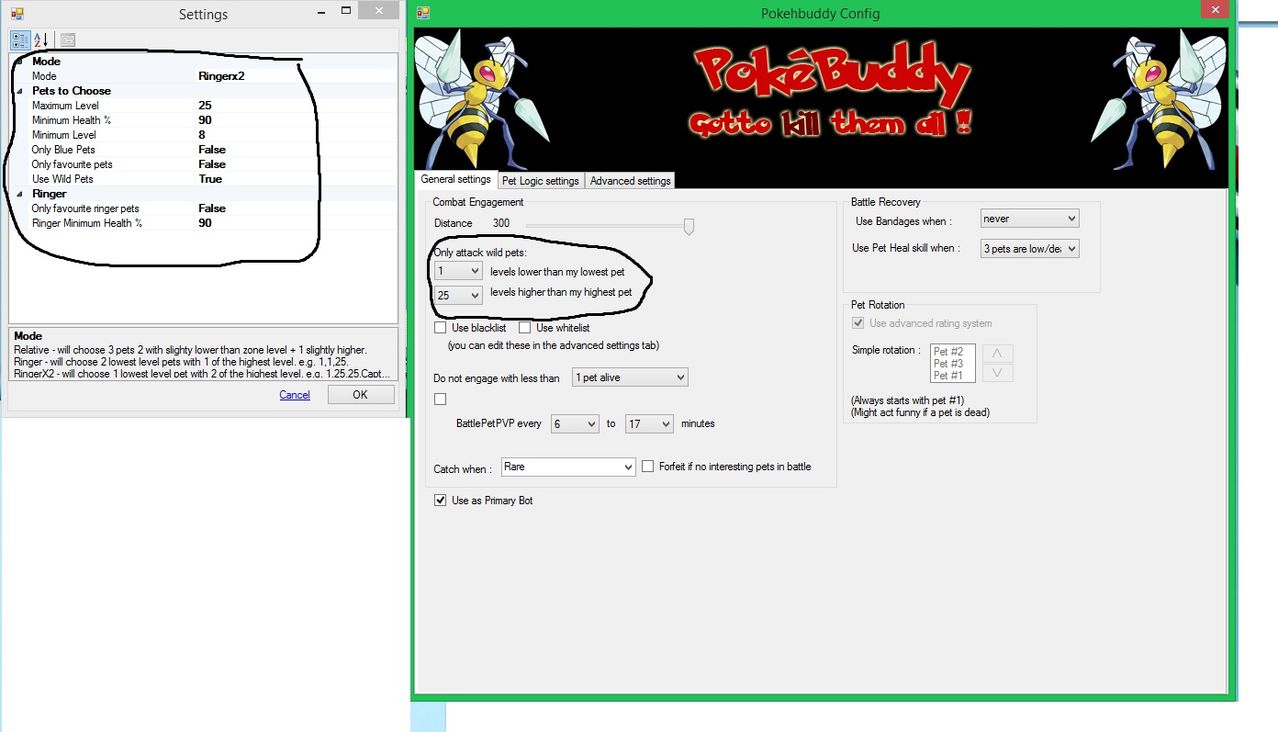 Settings
Mode
Mode Ringerx2
Pets to Choose
Maximum Level 25
Minimum Health % 90
Minimum Level 8
Only Blue Pets False
Only favourite pets False
Use Wild Pets True
Ringer
Only favourite ringer pets False
Ringer Minimum Health % 90
Mode
Relative - will choose 3 pets 2 with slighty lower than zone level + 1 slightly higher.
Ringer - will choose 2 lowest level pets with 1 of the highest level. e.g. 1,1,25.
RingerX2 - will choose 1 lowest level pet with 2 of the highest level. e.g. 1,25,25.Capt...
Cancel OK
Pokehbuddy Config
PokéBuddy
Gotto kill them all !!
General settings Pet Logic settings Advanced settings
Combat Engagement
Distance 300
Only attack wild pets:
1 levels lower than my lowest pet
25 levels higher than my highest pet
Use blacklist Use whitelist
(you can edit these in the advanced settings tab)
Do not engage with less than 1 pet alive
BattlePetPVP every 6 to 17 minutes
Catch when : Rare Forfeit if no interesting pets in battle
Use as Primary Bot
Battle Recovery
Use Bandages when : never
Use Pet Heal skill when : 3 pets are low/de
Pet Rotation
Use advanced rating system
Simple rotation : Pet #2
Pet #3
Pet #1
(Always starts with pet #1)
(Might act funny if a pet is dead)